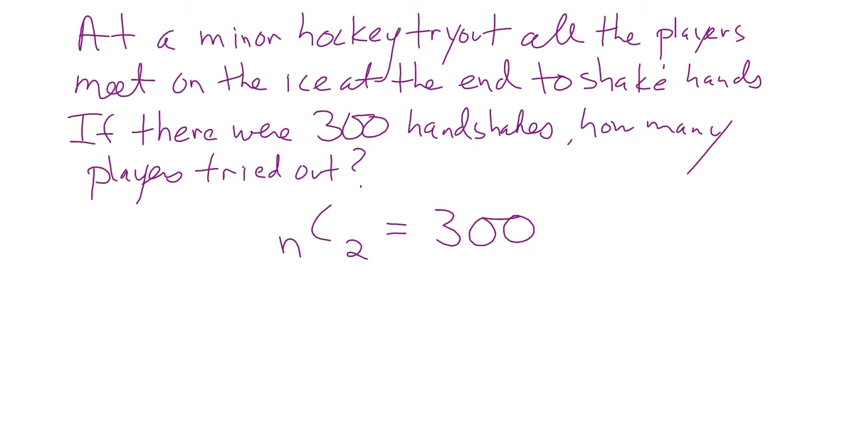 At a minor hockey tryout all the players
meet on the ice at the end to shake hands
If there were 300 handshakes, how many
players tried out?
nC2 = 300